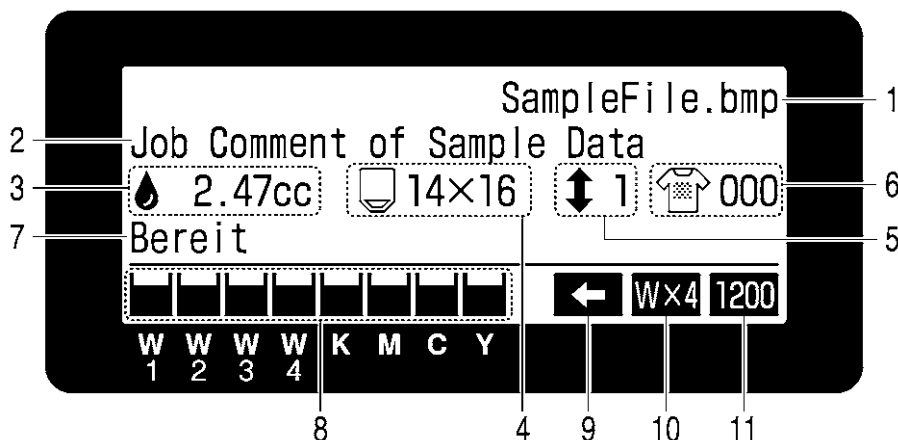 SampleFile.bmp 1
2 Job Comment of Sample Data
3 2.47cc 14×16 1 000 6
7 Bereit 5
W×4 1200
W W W W K M C Y
1 2 3 4
8 4 9 10 11